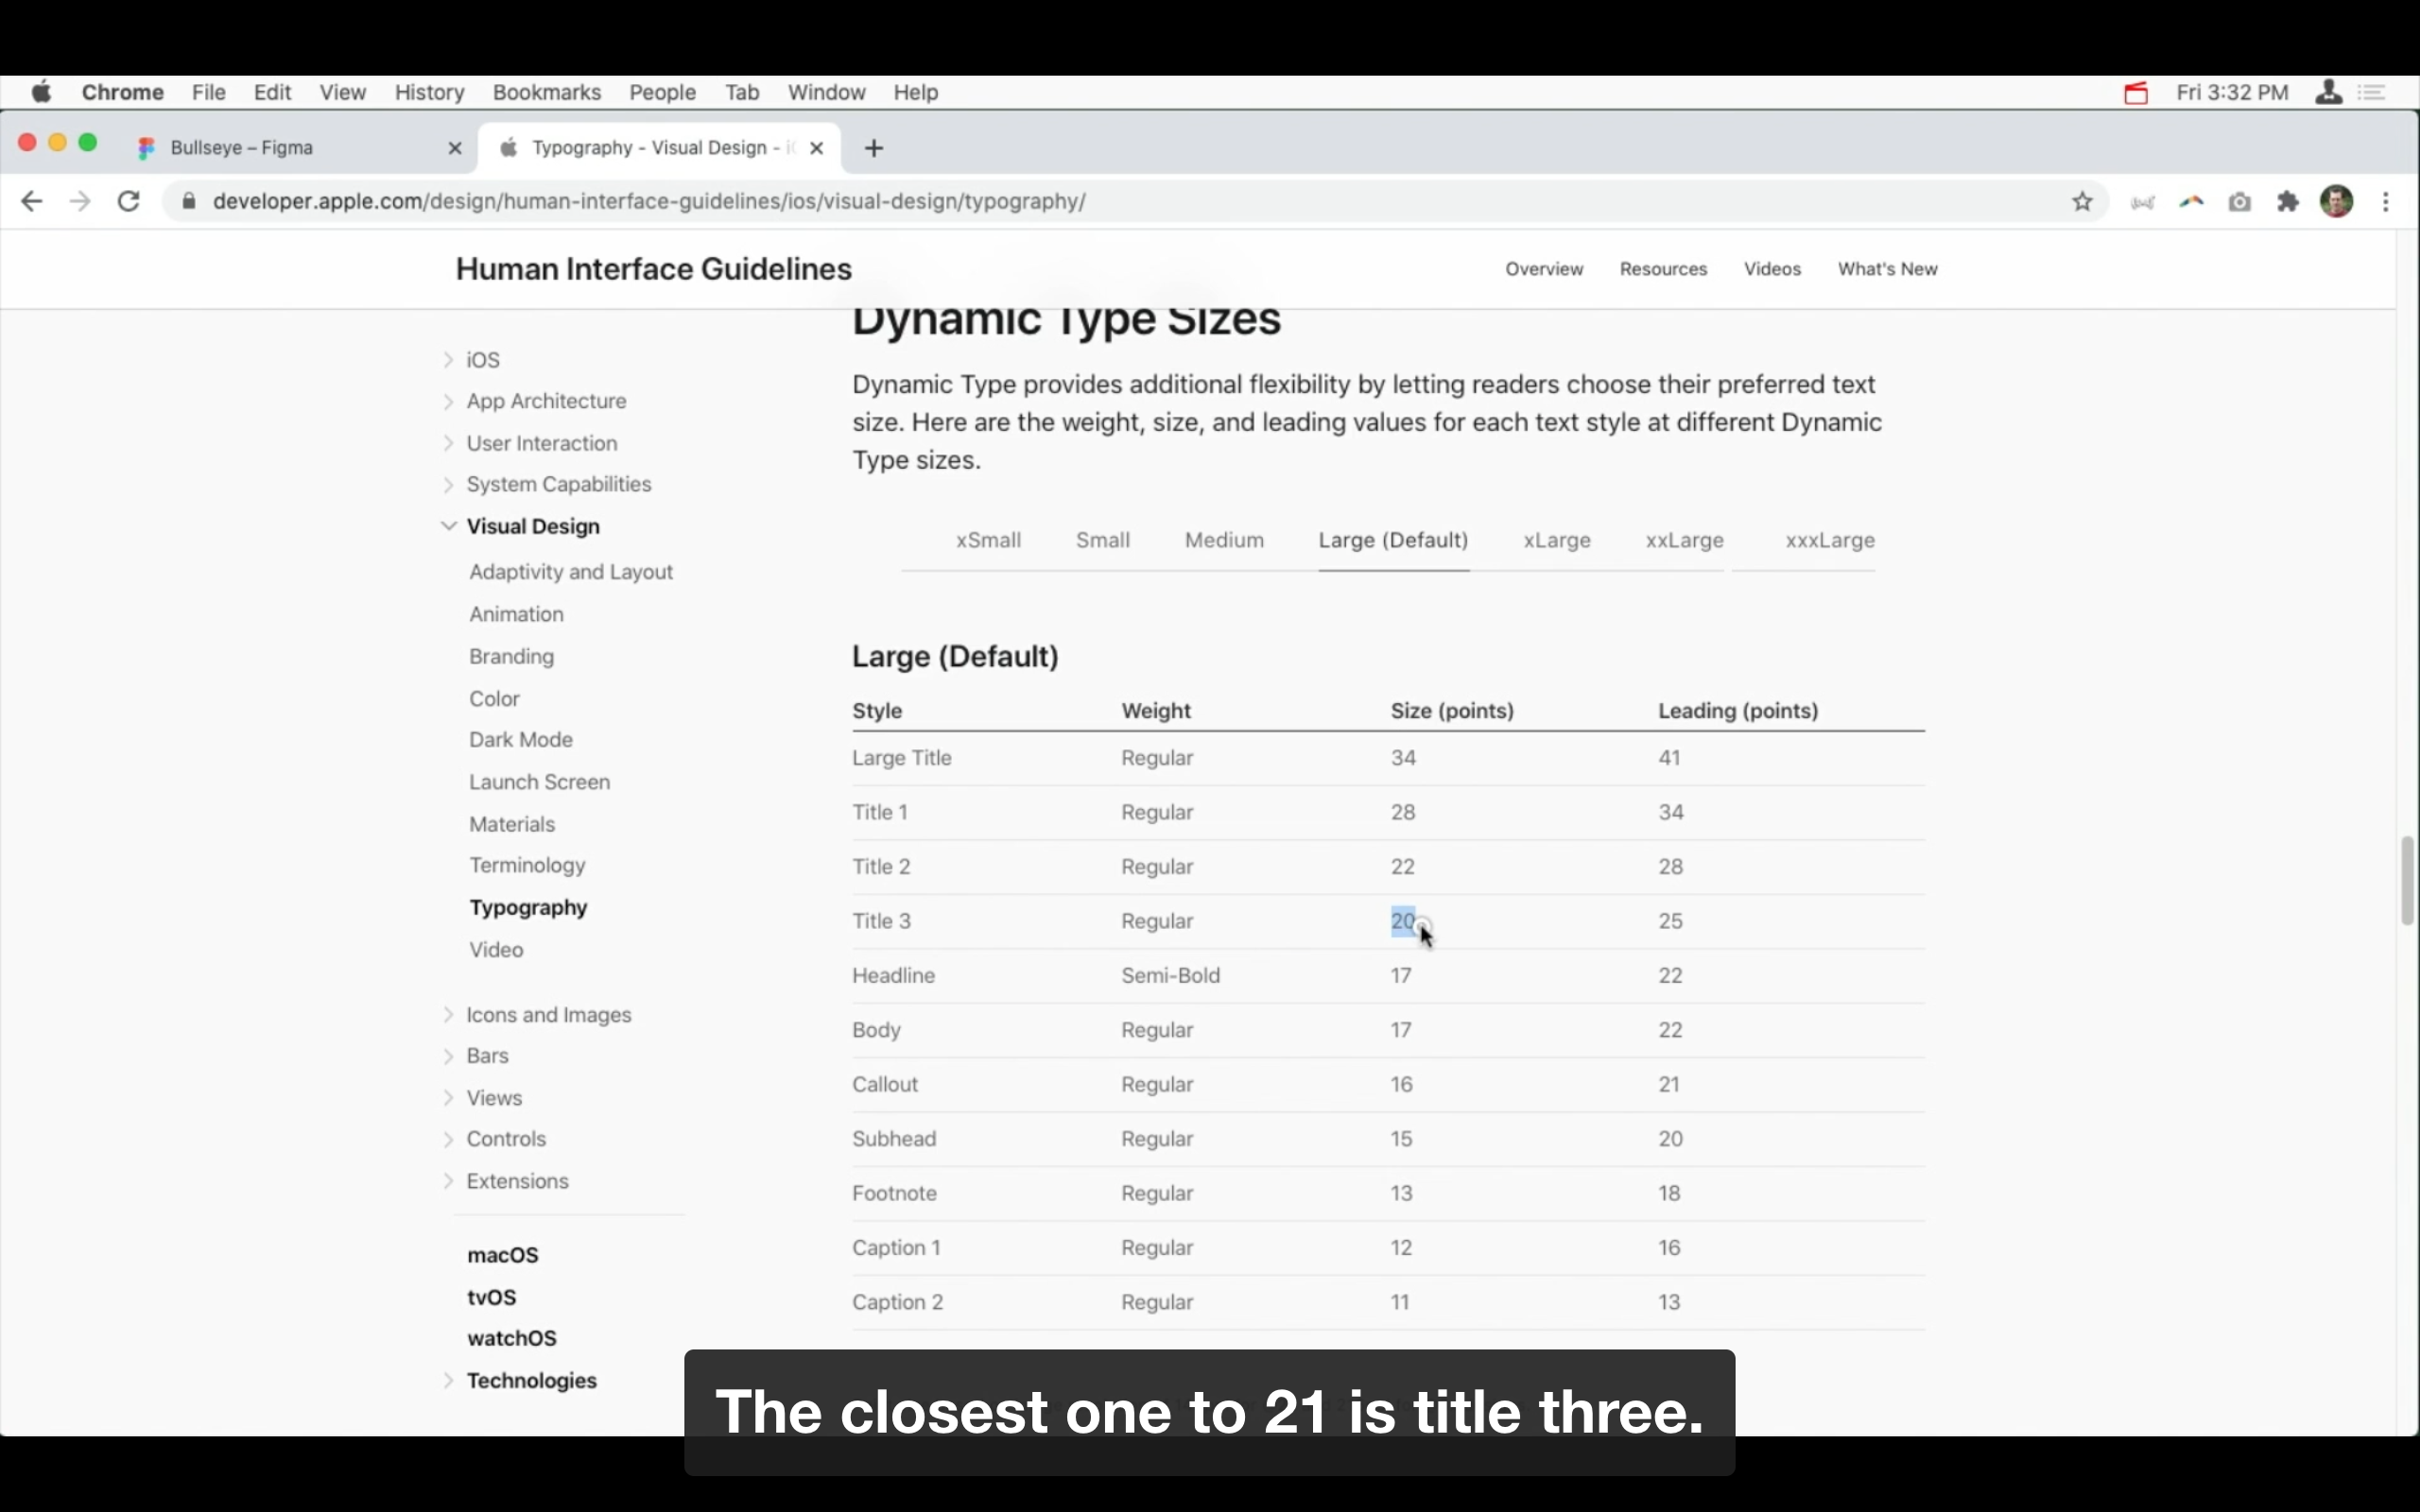 Chrome File Edit View History Bookmarks People Tab Window Help Fri 3:32 PM
Bullseye – Figma Typography - Visual Design -
developer.apple.com/design/human-interface-guidelines/ios/visual-design/typography/
Human Interface Guidelines Overview Resources Videos What's New
iOS
App Architecture
User Interaction
System Capabilities
Visual Design
Adaptivity and Layout
Animation
Branding
Color
Dark Mode
Launch Screen
Materials
Terminology
Typography
Video
Icons and Images
Bars
Views
Controls
Extensions
macOS
tvOS
watchOS
Technologies
Dynamic Type Sizes
Dynamic Type provides additional flexibility by letting readers choose their preferred text
size. Here are the weight, size, and leading values for each text style at different Dynamic
Type sizes.
xSmall Small Medium Large (Default) xLarge xxLarge xxxLarge
Large (Default)
Style Weight Size (points) Leading (points)
Large Title Regular 34 41
Title 1 Regular 28 34
Title 2 Regular 22 28
Title 3 Regular 20 25
Headline Semi-Bold 17 22
Body Regular 17 22
Callout Regular 16 21
Subhead Regular 15 20
Footnote Regular 13 18
Caption 1 Regular 12 16
Caption 2 Regular 11 13
The closest one to 21 is title three.